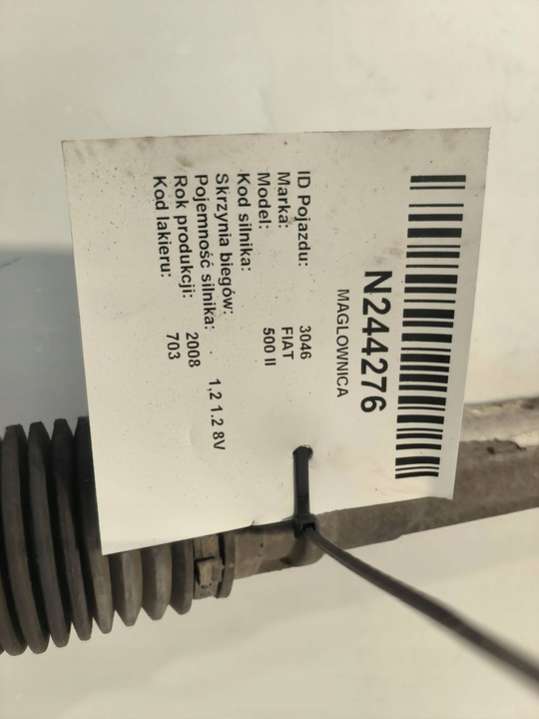 N244276
MAGLOWNICA
ID Pojazdu: 3046
Marka: FIAT
Model: 500 II
Kod silnika:
Skrzynia biegów:
Pojemność silnika: 1,2 1.2 8V
Rok produkcji: 2008
Kod lakieru: 703